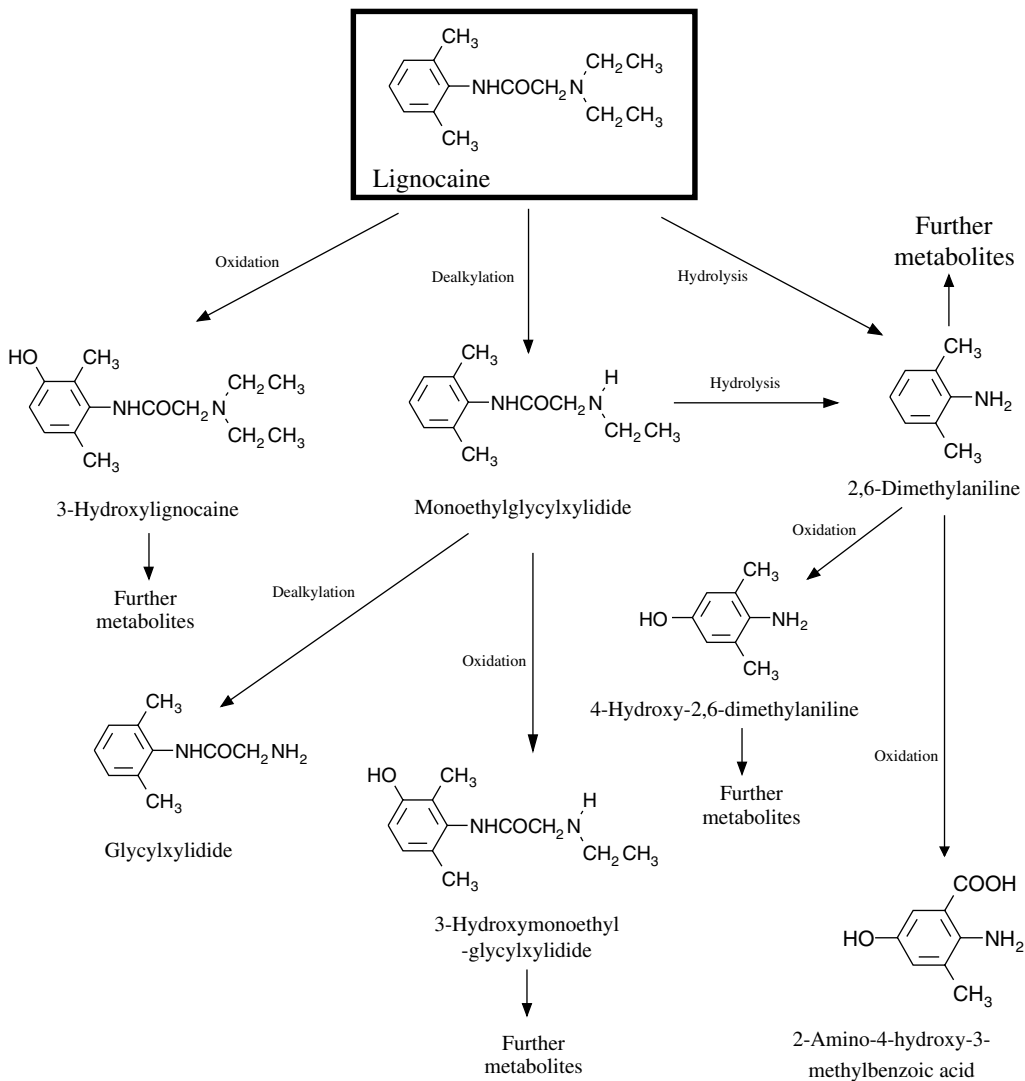 CH3
CH2CH3
NHCOCH2N
CH2CH3
CH3
Lignocaine
Further
metabolites
Oxidation
Dealkylation
Hydrolysis
HO
CH3
CH2CH3
NHCOCH2N
CH2CH3
CH3
3-Hydroxylignocaine
CH3
H
NHCOCH2N
CH2CH3
CH3
Monoethylglycylxylidide
Hydrolysis
CH3
NH2
CH3
2,6-Dimethylaniline
Further
metabolites
Dealkylation
Oxidation
Oxidation
CH3
HO
NH2
CH3
4-Hydroxy-2,6-dimethylaniline
Further
metabolites
Oxidation
CH3
NHCOCH2NH2
CH3
Glycylxylidide
HO
CH3
H
NHCOCH2N
CH2CH3
CH3
3-Hydroxymonoethyl
-glycylxylidide
Further
metabolites
COOH
HO
NH2
CH3
2-Amino-4-hydroxy-3-
methylbenzoic acid